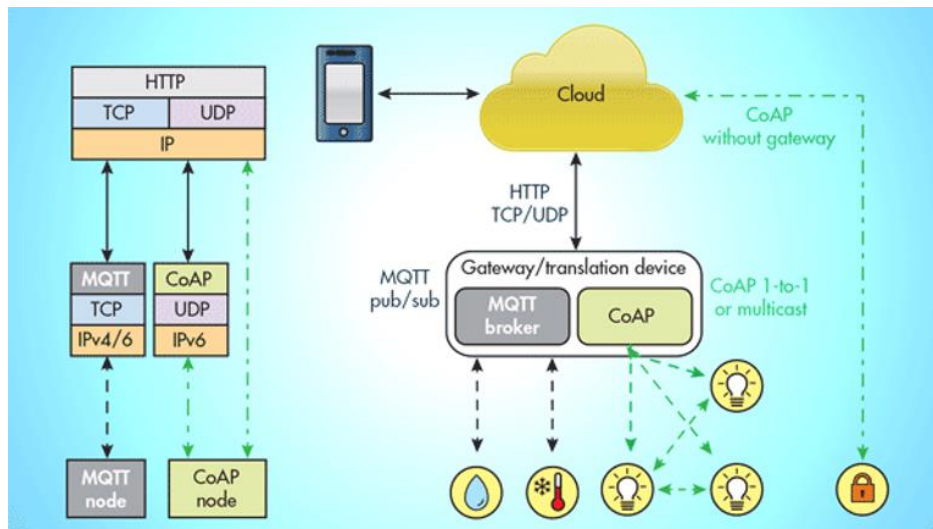 HTTP
TCP UDP
IP
MQTT CoAP
TCP UDP
IPv4/6 IPv6
MQTT
node
CoAP
node
Cloud
CoAP
without gateway
HTTP
TCP/UDP
MQTT
pub/sub
Gateway/translation device
MQTT
broker
CoAP
CoAP 1-to-1
or multicast